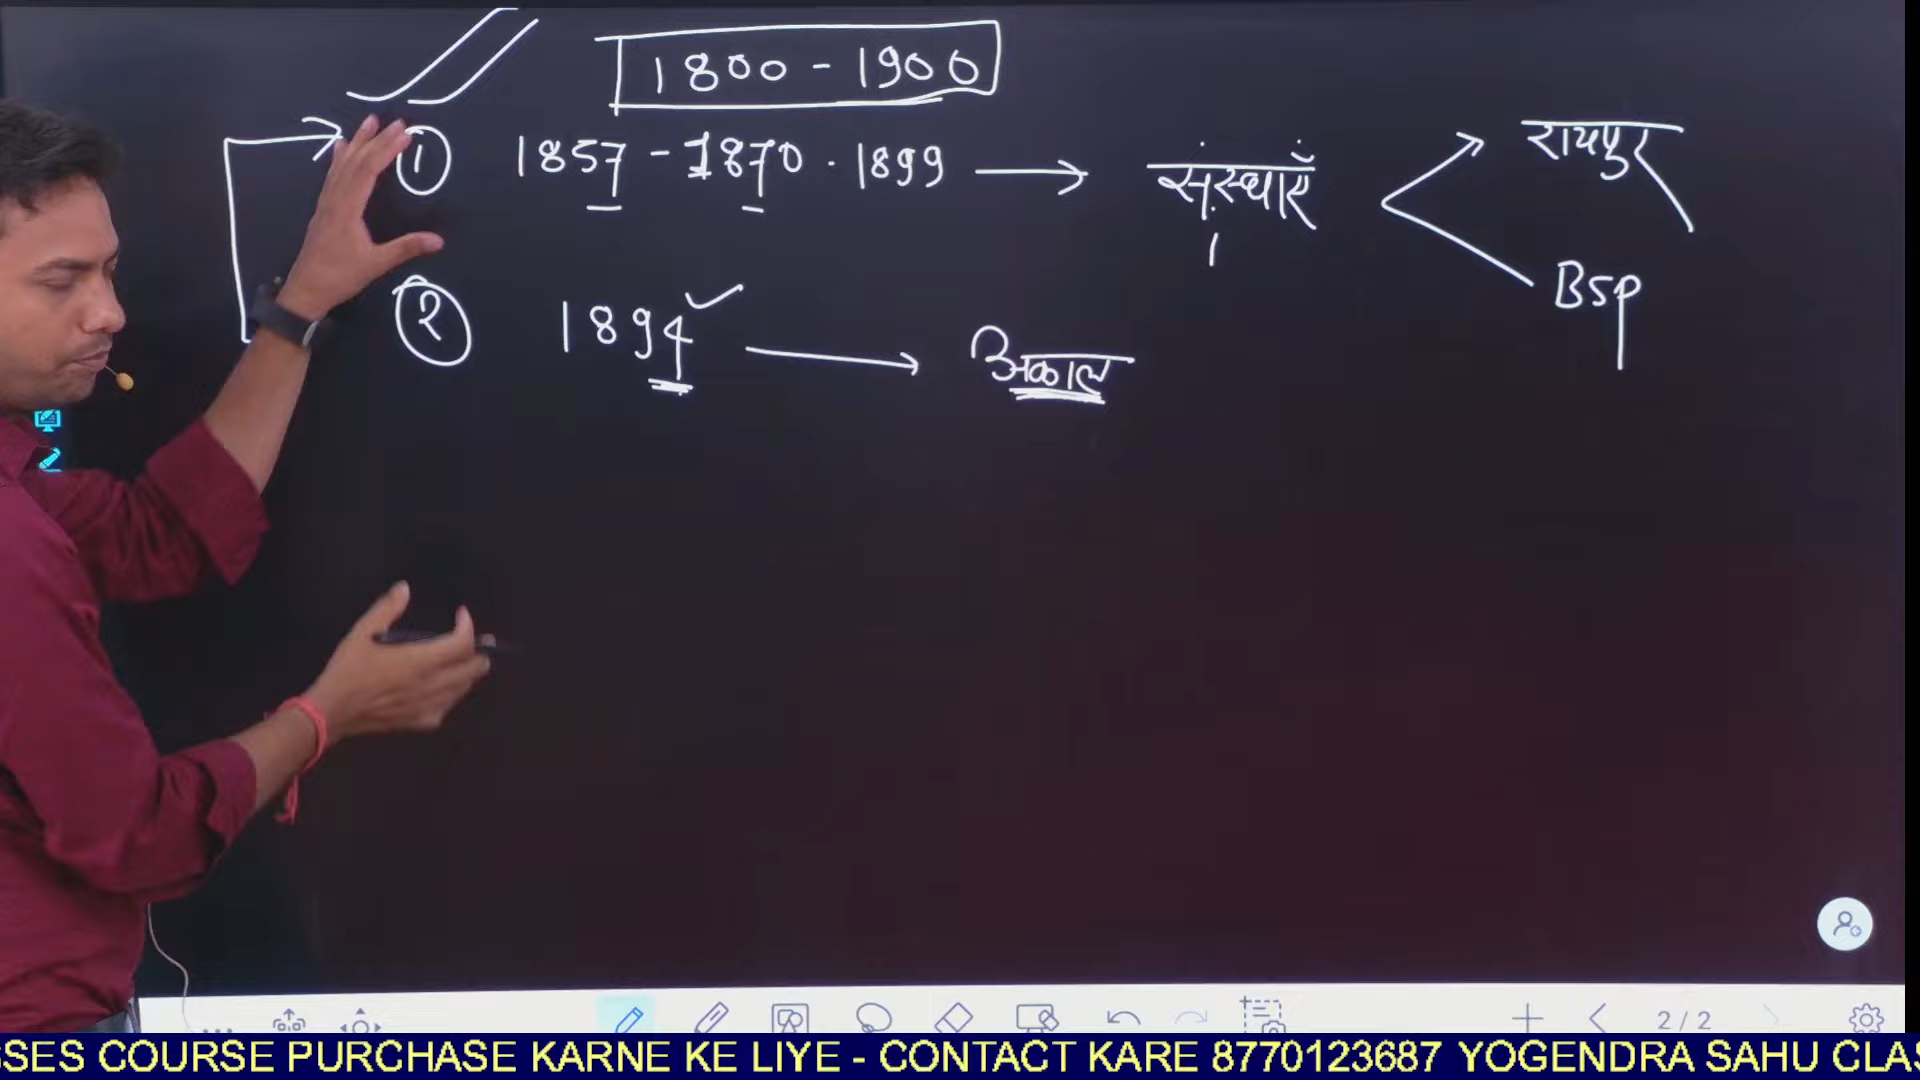 1800 - 1900
① 1857 - 1870 . 1899 → संस्थाएँ
रायपुर
Bsp
② 1894 ✓ → अकाल
2/2
SSES COURSE PURCHASE KARNE KE LIYE - CONTACT KARE 8770123687 YOGENDRA SAHU CLAS